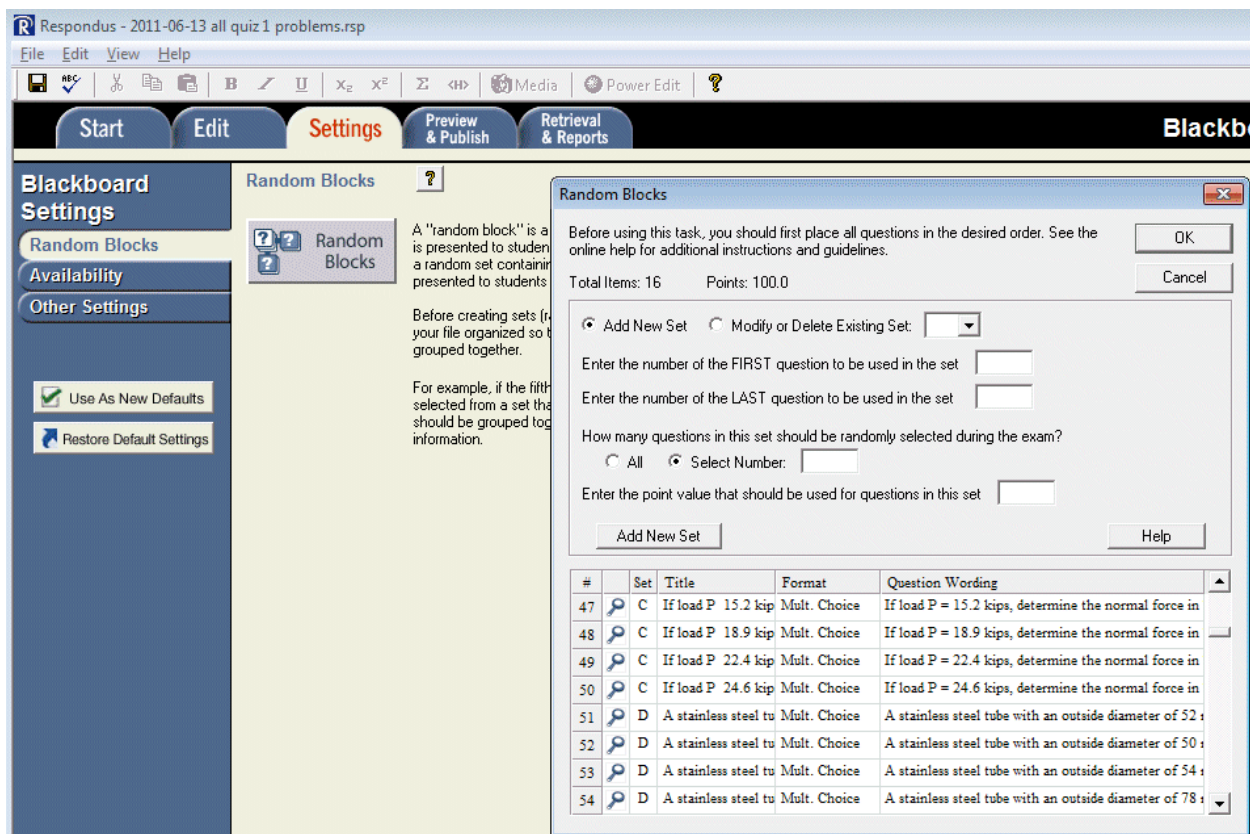 Respondus - 2011-06-13 all quiz 1 problems.rsp
File Edit View Help
ABC B I U X₂ X² Σ <H> Media Power Edit ?
Start Edit Settings Preview & Publish Retrieval & Reports Blackb
Blackboard
Settings
Random Blocks
Availability
Other Settings
Use As New Defaults
Restore Default Settings
Random Blocks ?
Random
Blocks
A "random block" is a
is presented to studen
a random set containin
presented to students
Before creating sets (r
your file organized so t
grouped together.
For example, if the fifth
selected from a set tha
should be grouped tog
information.
Random Blocks
Before using this task, you should first place all questions in the desired order. See the
online help for additional instructions and guidelines.
OK
Cancel
Total Items: 16 Points: 100.0
Add New Set Modify or Delete Existing Set:
Enter the number of the FIRST question to be used in the set
Enter the number of the LAST question to be used in the set
How many questions in this set should be randomly selected during the exam?
All Select Number:
Enter the point value that should be used for questions in this set
Add New Set Help
# Set Title Format Question Wording
47 C If load P 15.2 kip Mult. Choice If load P = 15.2 kips, determine the normal force in
48 C If load P 18.9 kip Mult. Choice If load P = 18.9 kips, determine the normal force in
49 C If load P 22.4 kip Mult. Choice If load P = 22.4 kips, determine the normal force in
50 C If load P 24.6 kip Mult. Choice If load P = 24.6 kips, determine the normal force in
51 D A stainless steel tu Mult. Choice A stainless steel tube with an outside diameter of 52
52 D A stainless steel tu Mult. Choice A stainless steel tube with an outside diameter of 50
53 D A stainless steel tu Mult. Choice A stainless steel tube with an outside diameter of 54
54 D A stainless steel tu Mult. Choice A stainless steel tube with an outside diameter of 78